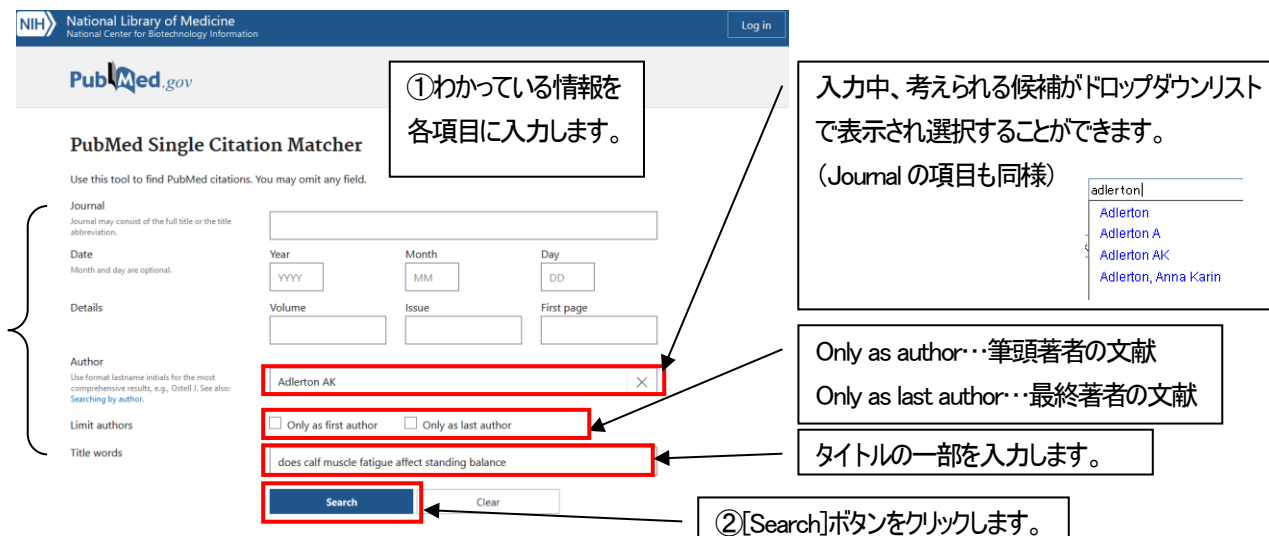 NIH National Library of Medicine
National Center for Biotechnology Information
Log in
PubMed.gov
①わかっている情報を
各項目に入力します。
入力中、考えられる候補がドロップダウンリスト
で表示され選択することができます。
（Journal の項目も同様）
adlerton
Adlerton
Adlerton A
Adlerton AK
Adlerton, Anna Karin
PubMed Single Citation Matcher
Use this tool to find PubMed citations. You may omit any field.
Journal
Journal may consist of the full title or the title
abbreviation.
Date
Month and day are optional.
Year Month Day
YYYY MM DD
Details
Volume Issue First page
Author
Use format lastname initials for the most
comprehensive results, e.g., Ostell J. See also:
Searching by author.
Adlerton AK
Only as author…筆頭著者の文献
Only as last author…最終著者の文献
Limit authors
Only as first author Only as last author
Title words
does calf muscle fatigue affect standing balance
タイトルの一部を入力します。
Search Clear
②[Search]ボタンをクリックします。